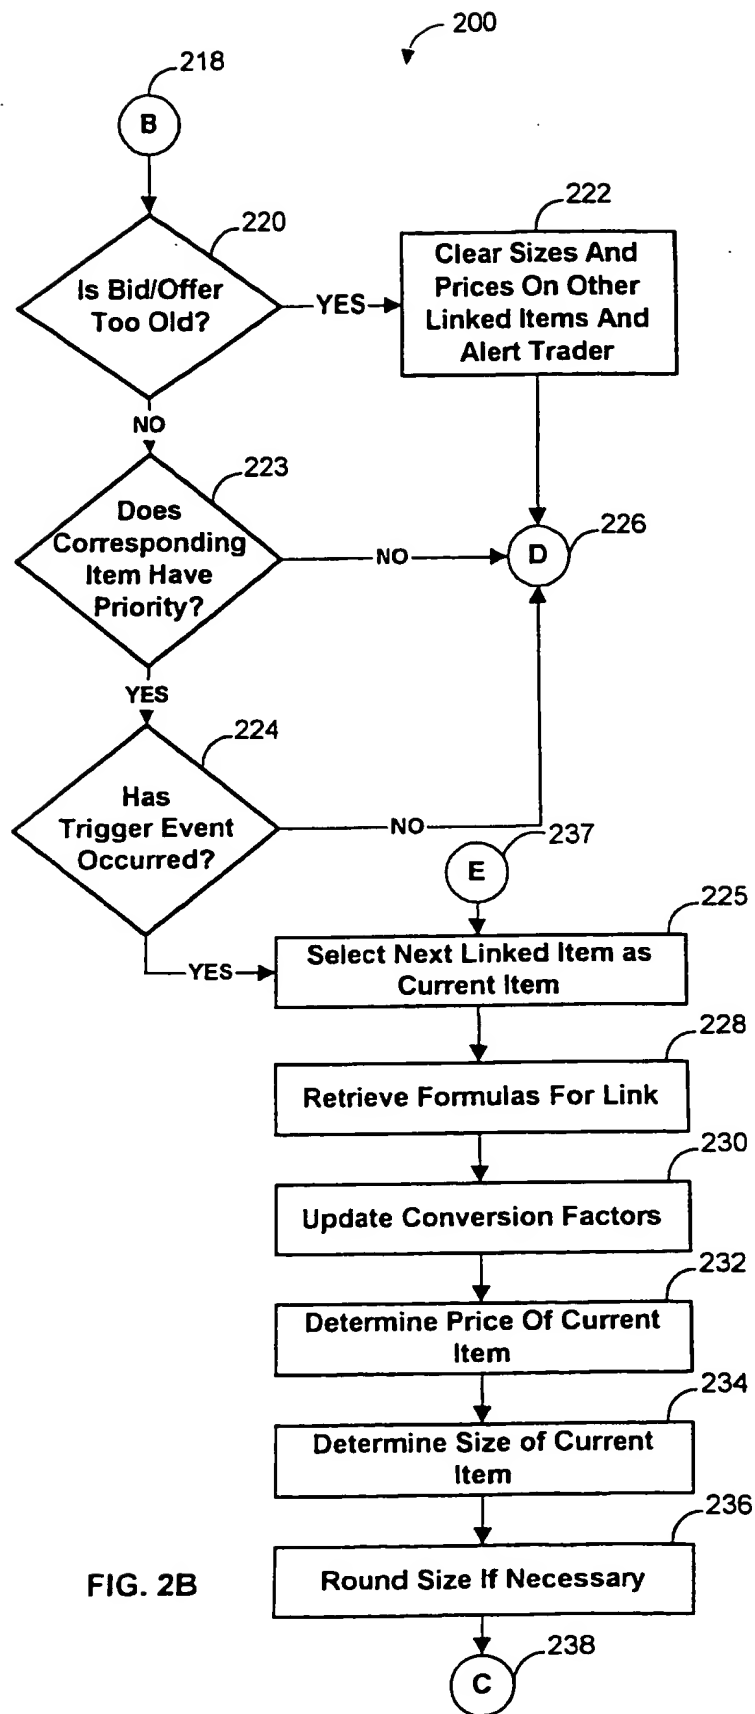 200
218
B
220
Is Bid/Offer
Too Old?
YES
222
Clear Sizes And
Prices On Other
Linked Items And
Alert Trader
NO
223
Does
Corresponding
Item Have
Priority?
NO
D
226
YES
224
Has
Trigger Event
Occurred?
NO
237
E
225
YES
Select Next Linked Item as
Current Item
228
Retrieve Formulas For Link
230
Update Conversion Factors
232
Determine Price Of Current
Item
234
Determine Size of Current
Item
236
Round Size If Necessary
FIG. 2B
238
C